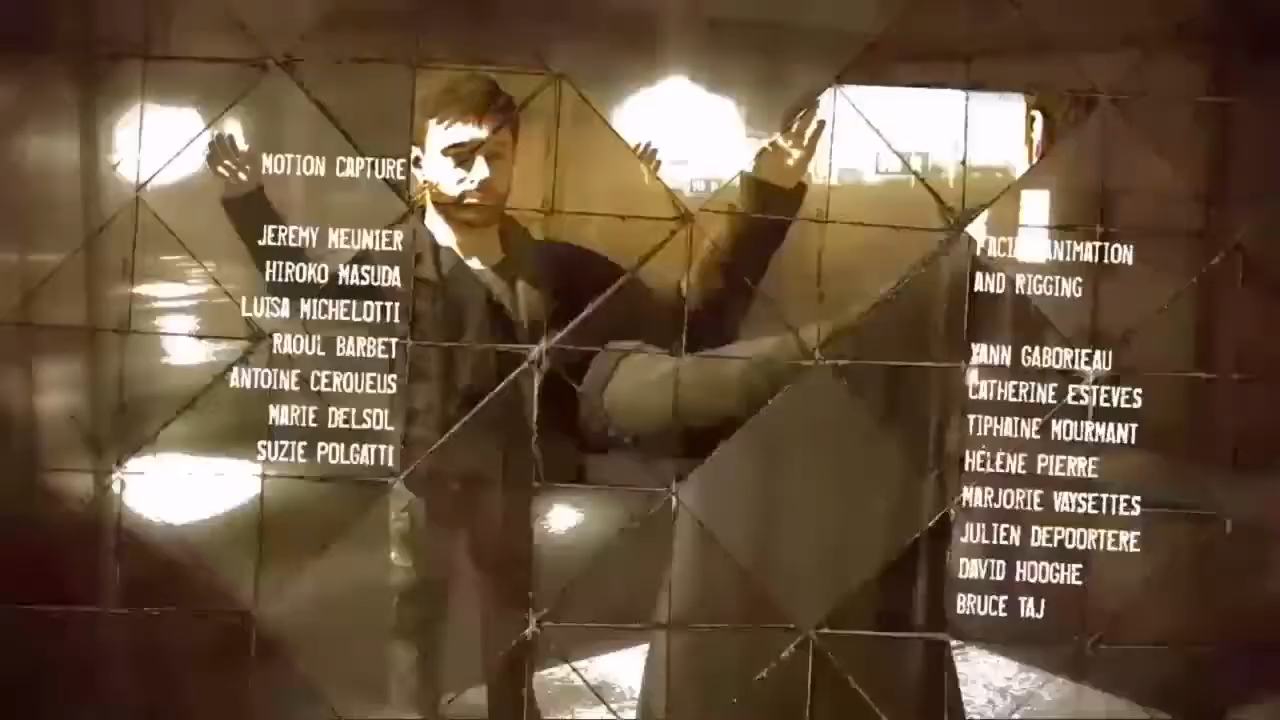 MOTION CAPTURE
JEREMY MEUNIER
HIROKO MASUDA
LUISA MICHELOTTI
RAOUL BARBET
ANTOINE CERQUEUS
MARIE DELSOL
SUZIE POLGATTI
FACIAL ANIMATION
AND RIGGING
YANN GABORIEAU
CATHERINE ESTEVES
TIPHAINE MOURMANT
HÉLÈNE PIERRE
MARJORIE VAYSETTES
JULIEN DEPOORTERE
DAVID HOOGHE
BRUCE TAJ